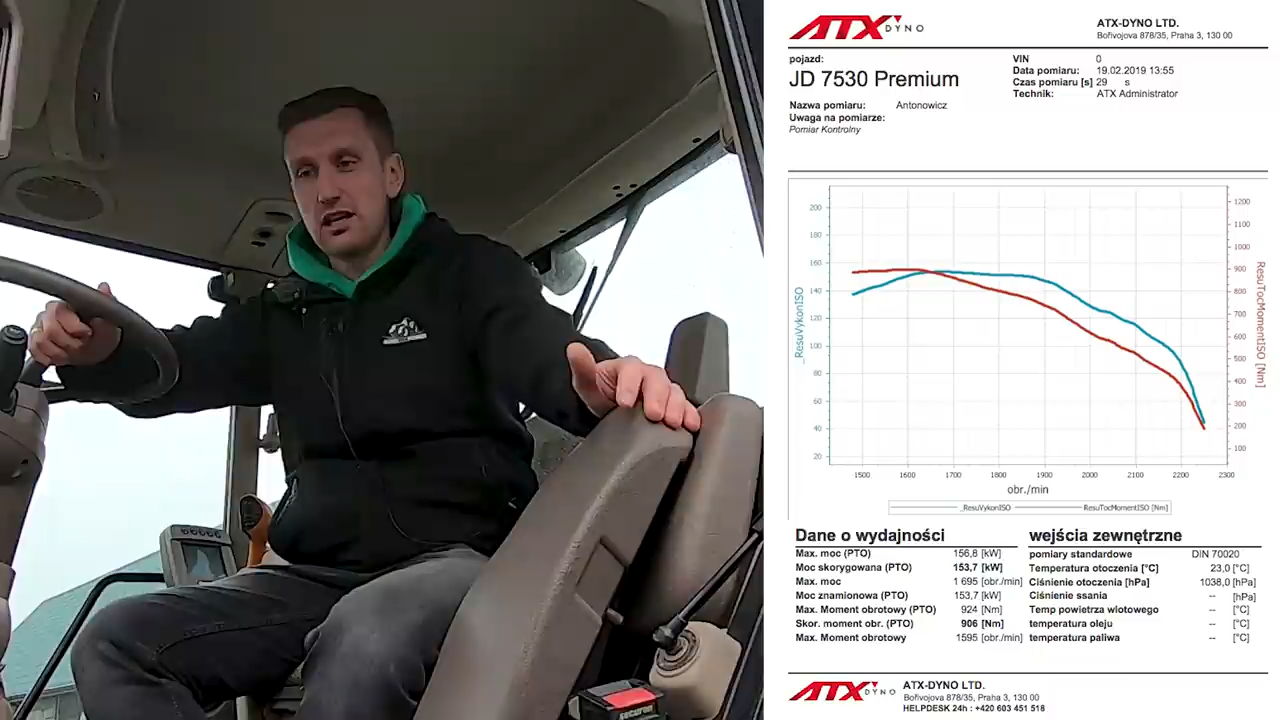 ATX DYNO
ATX-DYNO LTD.
Bořivojova 878/35, Praha 3, 130 00
pojazd:
JD 7530 Premium
VIN 0
Data pomiaru: 19.02.2019 13:55
Czas pomiaru [s] 29 s
Technik: ATX Administrator
Nazwa pomiaru: Antonowicz
Uwaga na pomiarze:
Pomiar Kontrolny
200
180
160
140
120
100
80
60
40
20
_ResuVykonISO
1200
1100
1000
900
800
700
600
500
400
300
200
100
ResuTocMomentISO [Nm]
1500 1600 1700 1800 1900 2000 2100 2200 2300
obr./min
_ResuVykonISO ResuTocMomentISO [Nm]
Dane o wydajności
Max. moc (PTO) 156,8 [kW]
Moc skorygowana (PTO) 153,7 [kW]
Max. moc 1 695 [obr./min]
Moc znamionowa (PTO) 153,7 [kW]
Max. Moment obrotowy (PTO) 924 [Nm]
Skor. moment obr. (PTO) 906 [Nm]
Max. Moment obrotowy 1595 [obr./min]
wejścia zewnętrzne
pomiary standardowe DIN 70020
Temperatura otoczenia [°C] 23,0 [°C]
Ciśnienie otoczenia [hPa] 1038,0 [hPa]
Ciśnienie ssania -- [hPa]
Temp powietrza wlotowego -- [°C]
temperatura oleju -- [°C]
temperatura paliwa -- [°C]
ATX DYNO
ATX-DYNO LTD.
Bořivojova 878/35, Praha 3, 130 00
HELPDESK 24h : +420 603 451 518